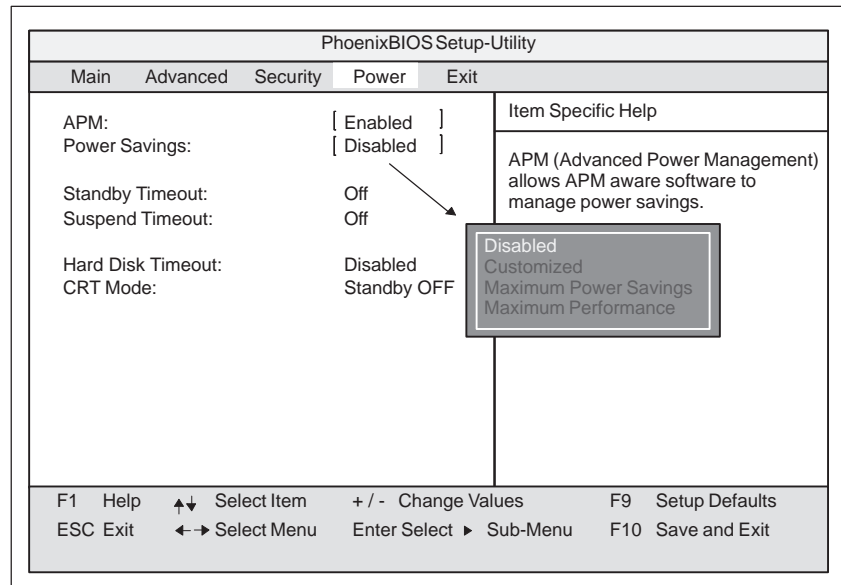 PhoenixBIOS Setup-Utility
Main Advanced Security Power Exit
APM: [ Enabled ]
Power Savings: [ Disabled ]
Standby Timeout: Off
Suspend Timeout: Off
Hard Disk Timeout: Disabled
CRT Mode: Standby OFF
Item Specific Help
APM (Advanced Power Management)
allows APM aware software to
manage power savings.
Disabled
Customized
Maximum Power Savings
Maximum Performance
F1 Help Select Item + / - Change Values F9 Setup Defaults
ESC Exit Select Menu Enter Select Sub-Menu F10 Save and Exit